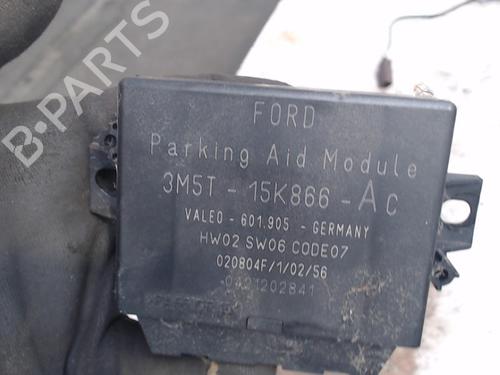 B-PARTS
FORD
Parking Aid Module
3M5T - 15K866 - Ac
VALEO - 601.905 - GERMANY
HW02 SW06 CODE07
020804F/1/02/56
0421202841